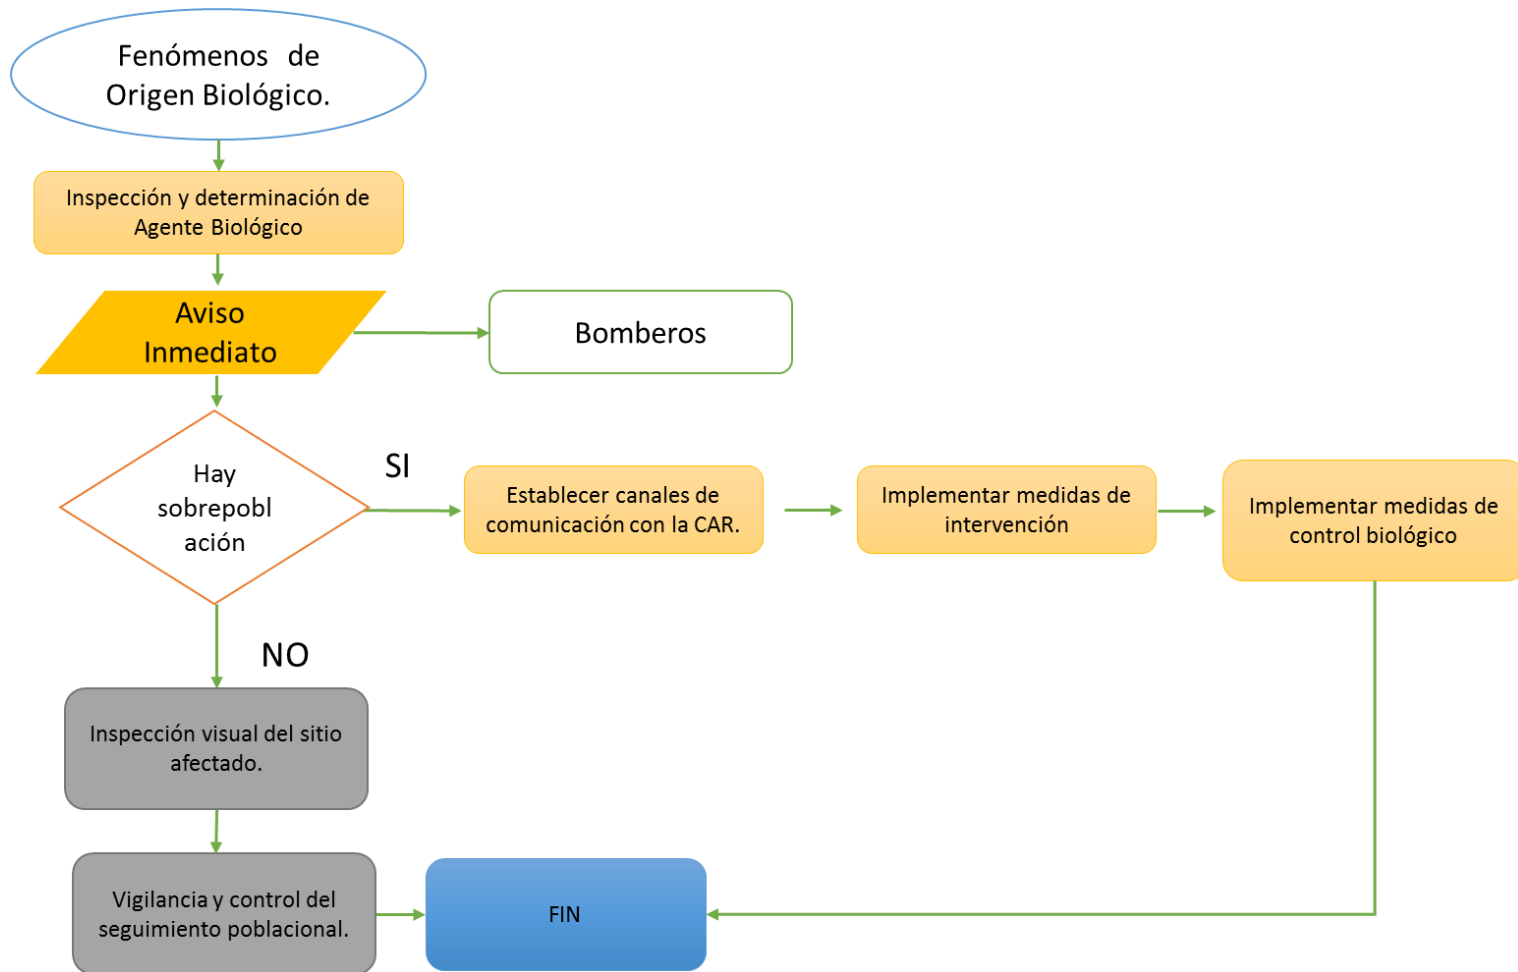 Fenómenos de
Origen Biológico.
Inspección y determinación de
Agente Biológico
Aviso
Inmediato
Bomberos
Hay
sobrepobl
ación
SI
Establecer canales de
comunicación con la CAR.
Implementar medidas de
intervención
Implementar medidas de
control biológico
NO
Inspección visual del sitio
afectado.
Vigilancia y control del
seguimiento poblacional.
FIN